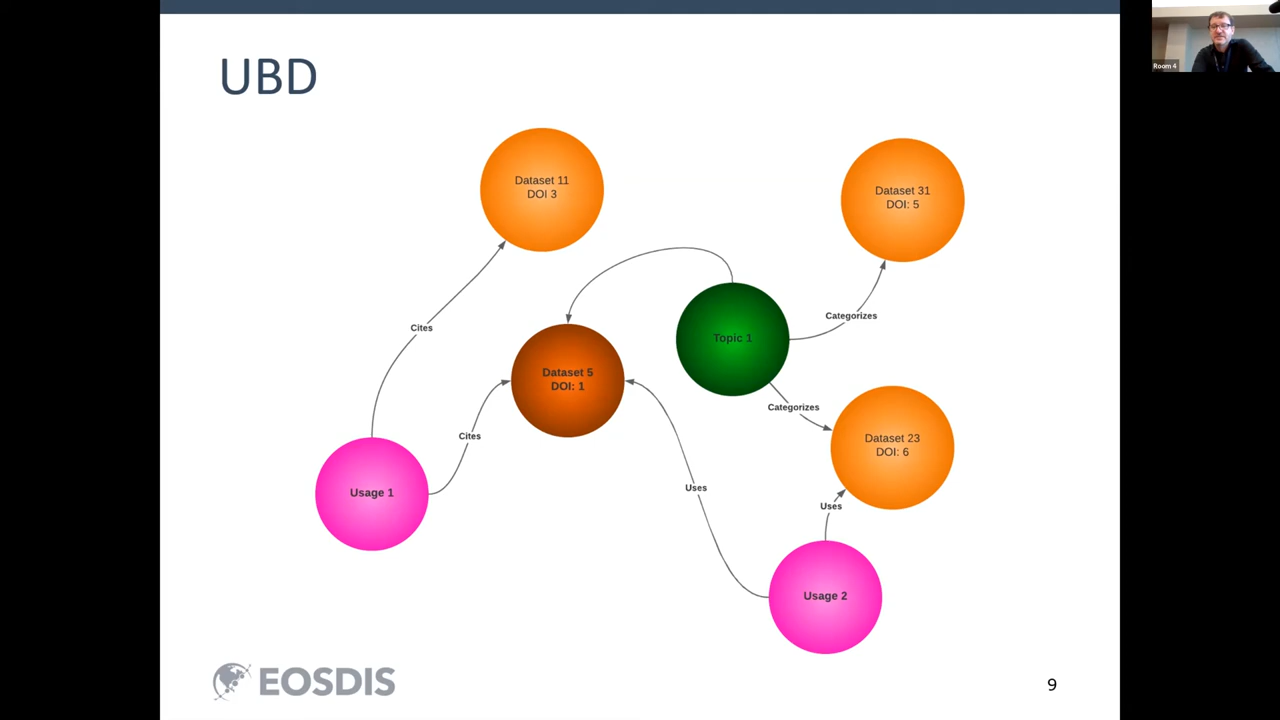 UBD
Dataset 11
DOI 3
Dataset 31
DOI: 5
Cites
Categorizes
Topic 1
Dataset 5
DOI: 1
Categorizes
Cites
Dataset 23
DOI: 6
Usage 1
Uses
Uses
Usage 2
EOSDIS
9
Room 4